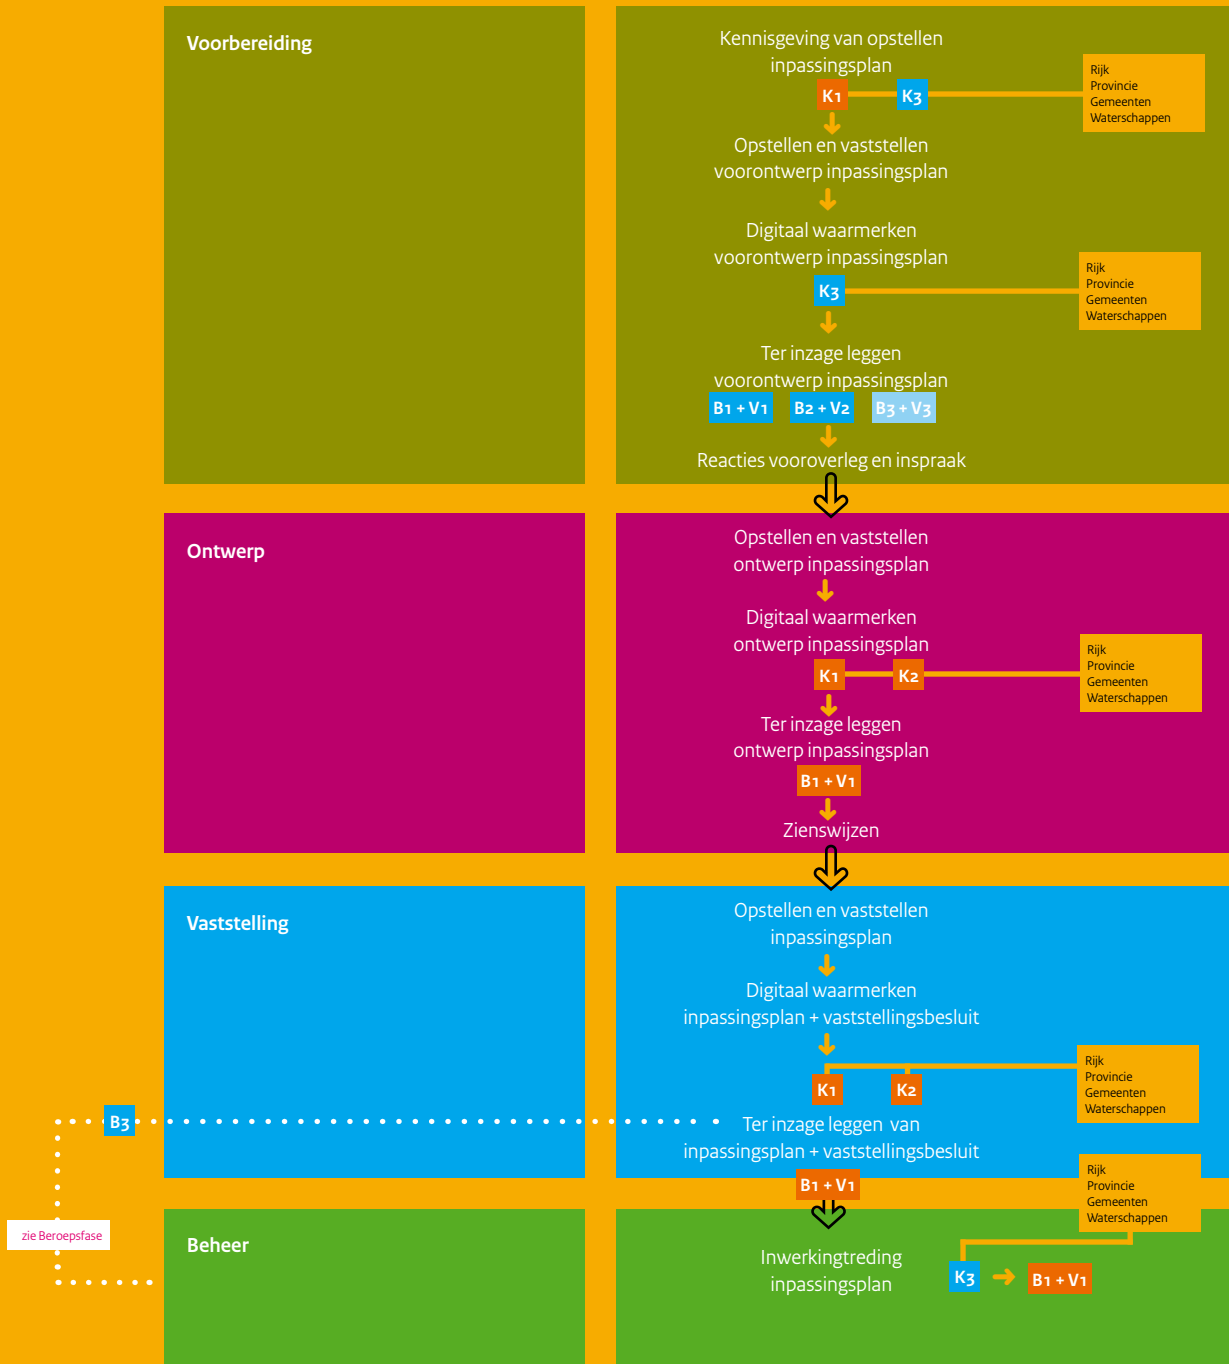 Voorbereiding
Kennisgeving van opstellen
inpassingsplan
K1
K3
Rijk
Provincie
Gemeenten
Waterschappen
Opstellen en vaststellen
voorontwerp inpassingsplan
Digitaal waarmerken
voorontwerp inpassingsplan
K3
Rijk
Provincie
Gemeenten
Waterschappen
Ter inzage leggen
voorontwerp inpassingsplan
B1 + V1
B2 + V2
B3 + V3
Reacties vooroverleg en inspraak
Ontwerp
Opstellen en vaststellen
ontwerp inpassingsplan
Digitaal waarmerken
ontwerp inpassingsplan
K1
K2
Rijk
Provincie
Gemeenten
Waterschappen
Ter inzage leggen
ontwerp inpassingsplan
B1 + V1
Zienswijzen
Vaststelling
Opstellen en vaststellen
inpassingsplan
Digitaal waarmerken
inpassingsplan + vaststellingsbesluit
K1
K2
Rijk
Provincie
Gemeenten
Waterschappen
B3
Ter inzage leggen van
inpassingsplan + vaststellingsbesluit
B1 + V1
Rijk
Provincie
Gemeenten
Waterschappen
zie Beroepsfase
Beheer
Inwerkingtreding
inpassingsplan
K3
B1 + V1